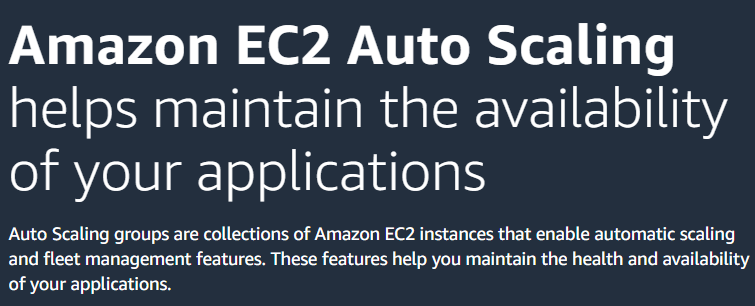 Amazon EC2 Auto Scaling
helps maintain the availability
of your applications
Auto Scaling groups are collections of Amazon EC2 instances that enable automatic scaling
and fleet management features. These features help you maintain the health and availability
of your applications.